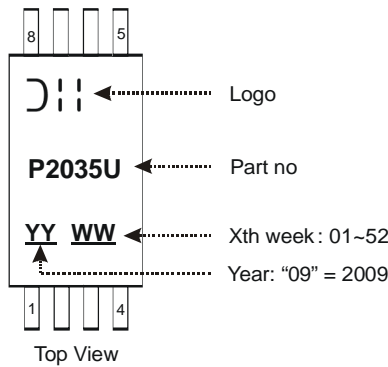 8 5
Logo
P2035U Part no
YY WW Xth week : 01~52
Year: “09” = 2009
1 4
Top View